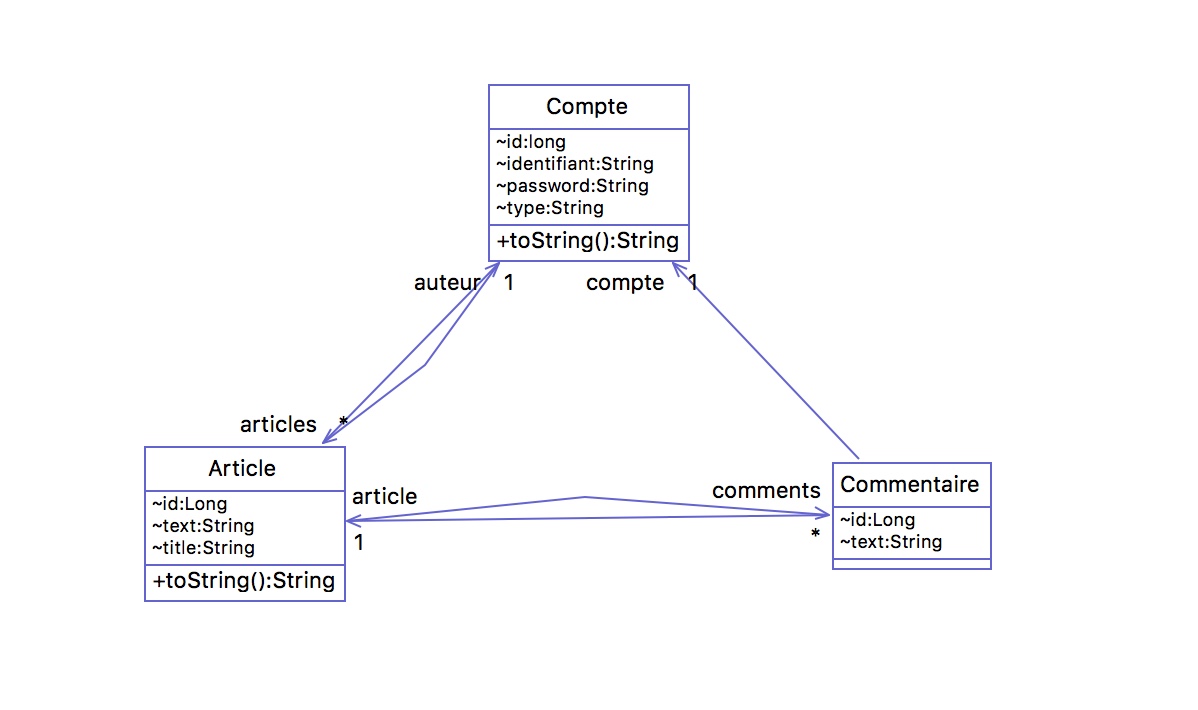 Compte
~id:long
~identifiant:String
~password:String
~type:String
+toString():String
auteur 1
compte 1
articles *
Article
~id:Long
~text:String
~title:String
+toString():String
article
1
comments
*
Commentaire
~id:Long
~text:String